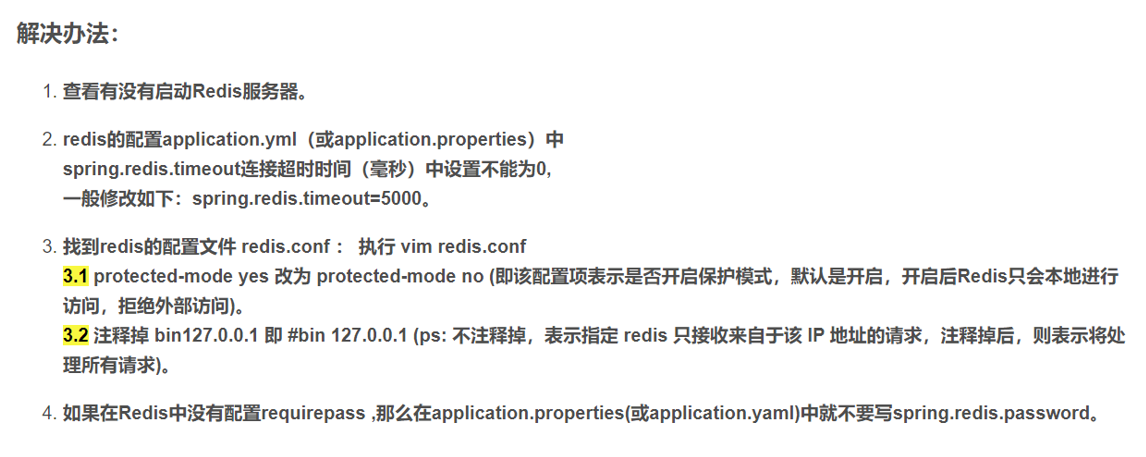 解决办法：
1. 查看有没有启动Redis服务器。
2. redis的配置application.yml（或application.properties）中
spring.redis.timeout连接超时时间（毫秒）中设置不能为0,
一般修改如下：spring.redis.timeout=5000。
3. 找到redis的配置文件 redis.conf ： 执行 vim redis.conf
3.1 protected-mode yes 改为 protected-mode no (即该配置项表示是否开启保护模式，默认是开启，开启后Redis只会本地进行
访问，拒绝外部访问)。
3.2 注释掉 bin127.0.0.1 即 #bin 127.0.0.1 (ps: 不注释掉，表示指定 redis 只接收来自于该 IP 地址的请求，注释掉后，则表示将处
理所有请求)。
4. 如果在Redis中没有配置requirepass ,那么在application.properties(或application.yaml)中就不要写spring.redis.password。